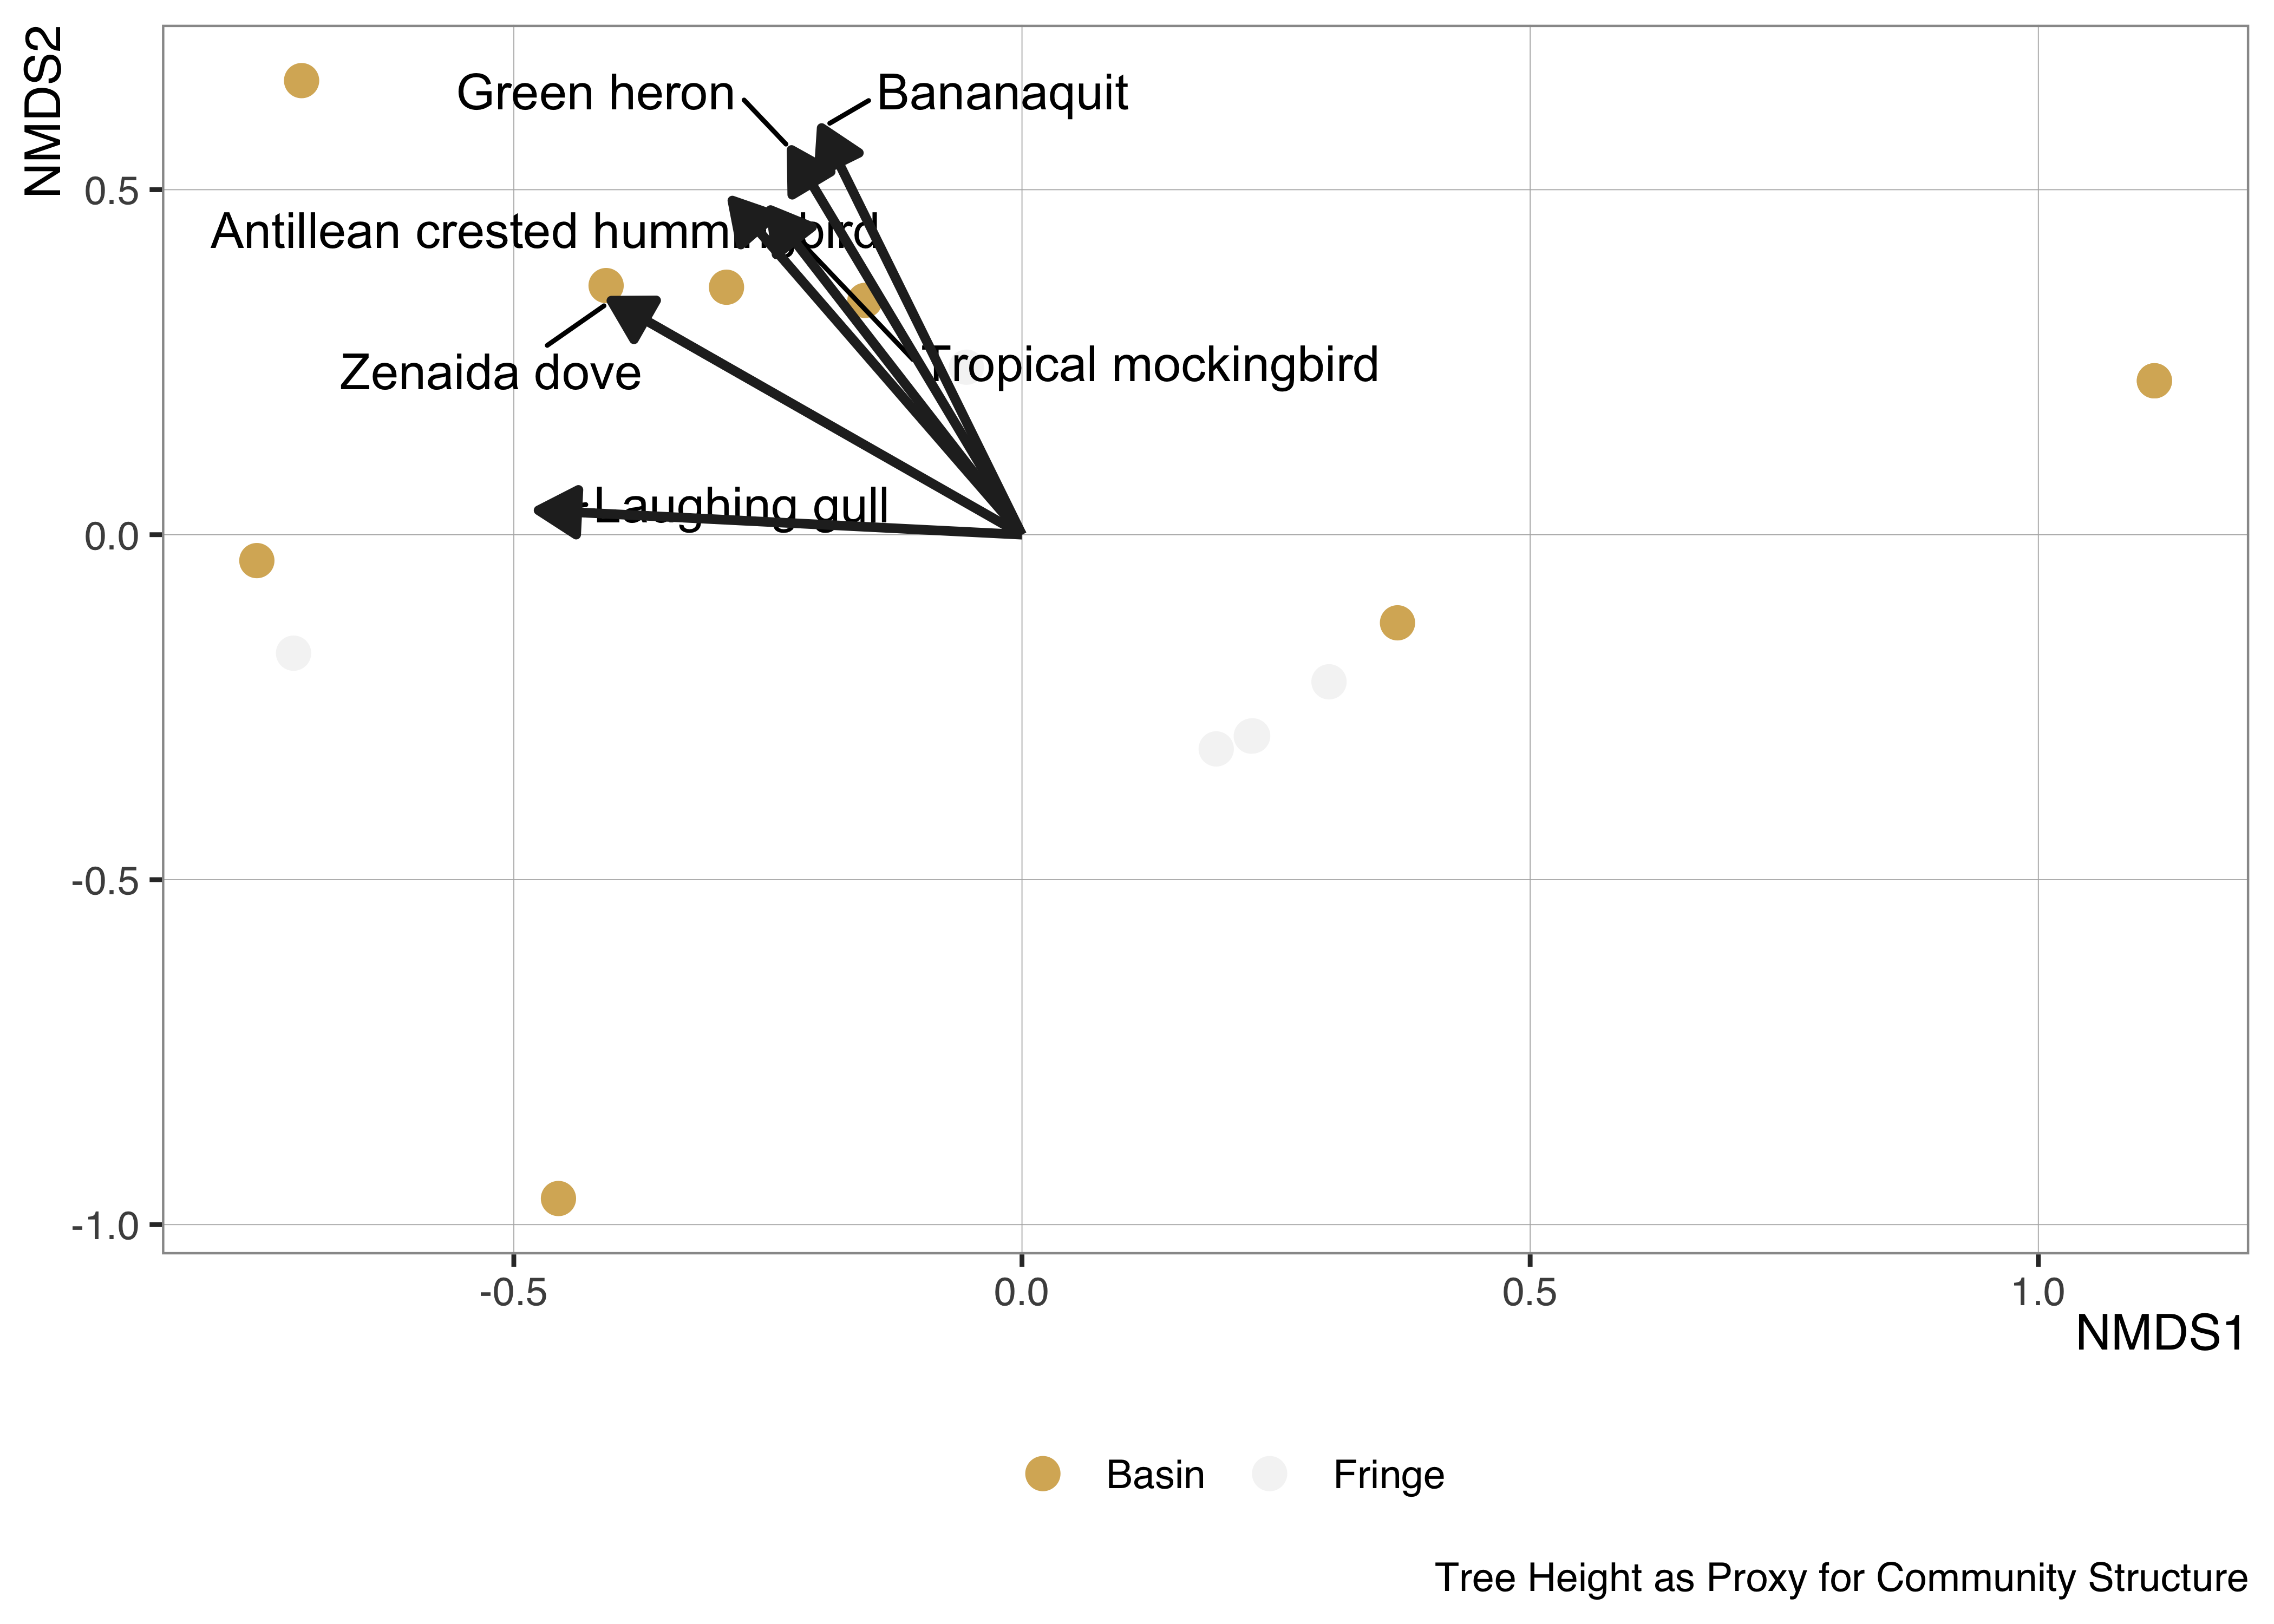 NMDS2
Green heron
Bananaquit
0.5
Antillean crested hummingbird
Zenaida dove
Tropical mockingbird
Laughing gull
0.0
-0.5
-1.0
-0.5
0.0
0.5
1.0
NMDS1
Basin
Fringe
Tree Height as Proxy for Community Structure